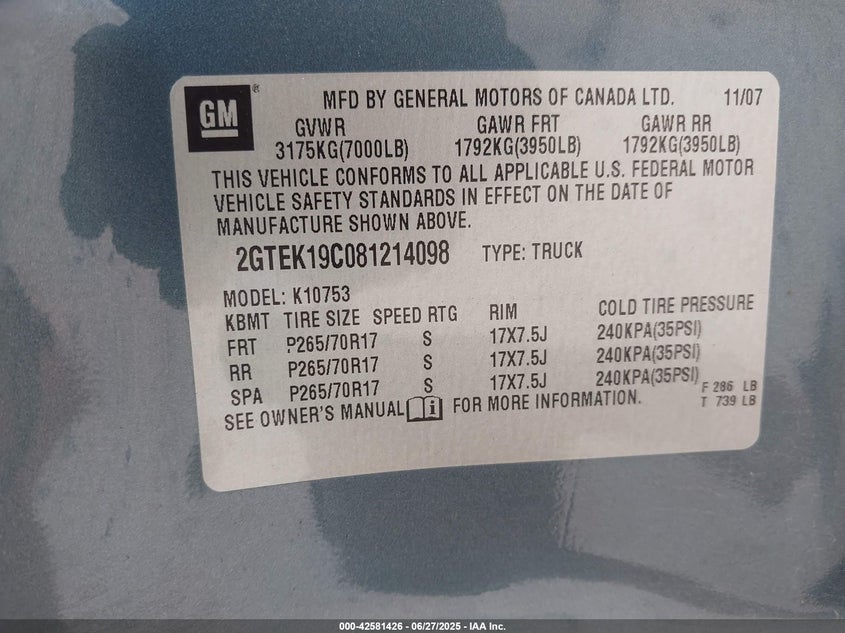 GM ® MFD BY GENERAL MOTORS OF CANADA LTD. 11/07
GVWR GAWR FRT GAWR RR
3175KG(7000LB) 1792KG(3950LB) 1792KG(3950LB)
THIS VEHICLE CONFORMS TO ALL APPLICABLE U.S. FEDERAL MOTOR
VEHICLE SAFETY STANDARDS IN EFFECT ON THE DATE OF
MANUFACTURE SHOWN ABOVE.
2GTEK19C081214098 TYPE: TRUCK
MODEL: K10753
KBMT TIRE SIZE SPEED RTG RIM COLD TIRE PRESSURE
FRT P265/70R17 S 17X7.5J 240KPA(35PSI)
RR P265/70R17 S 17X7.5J 240KPA(35PSI)
SPA P265/70R17 S 17X7.5J 240KPA(35PSI)
F 286 LB
SEE OWNER'S MANUAL i FOR MORE INFORMATION. T 739 LB
000-42581426 - 06/27/2025 - IAA Inc.